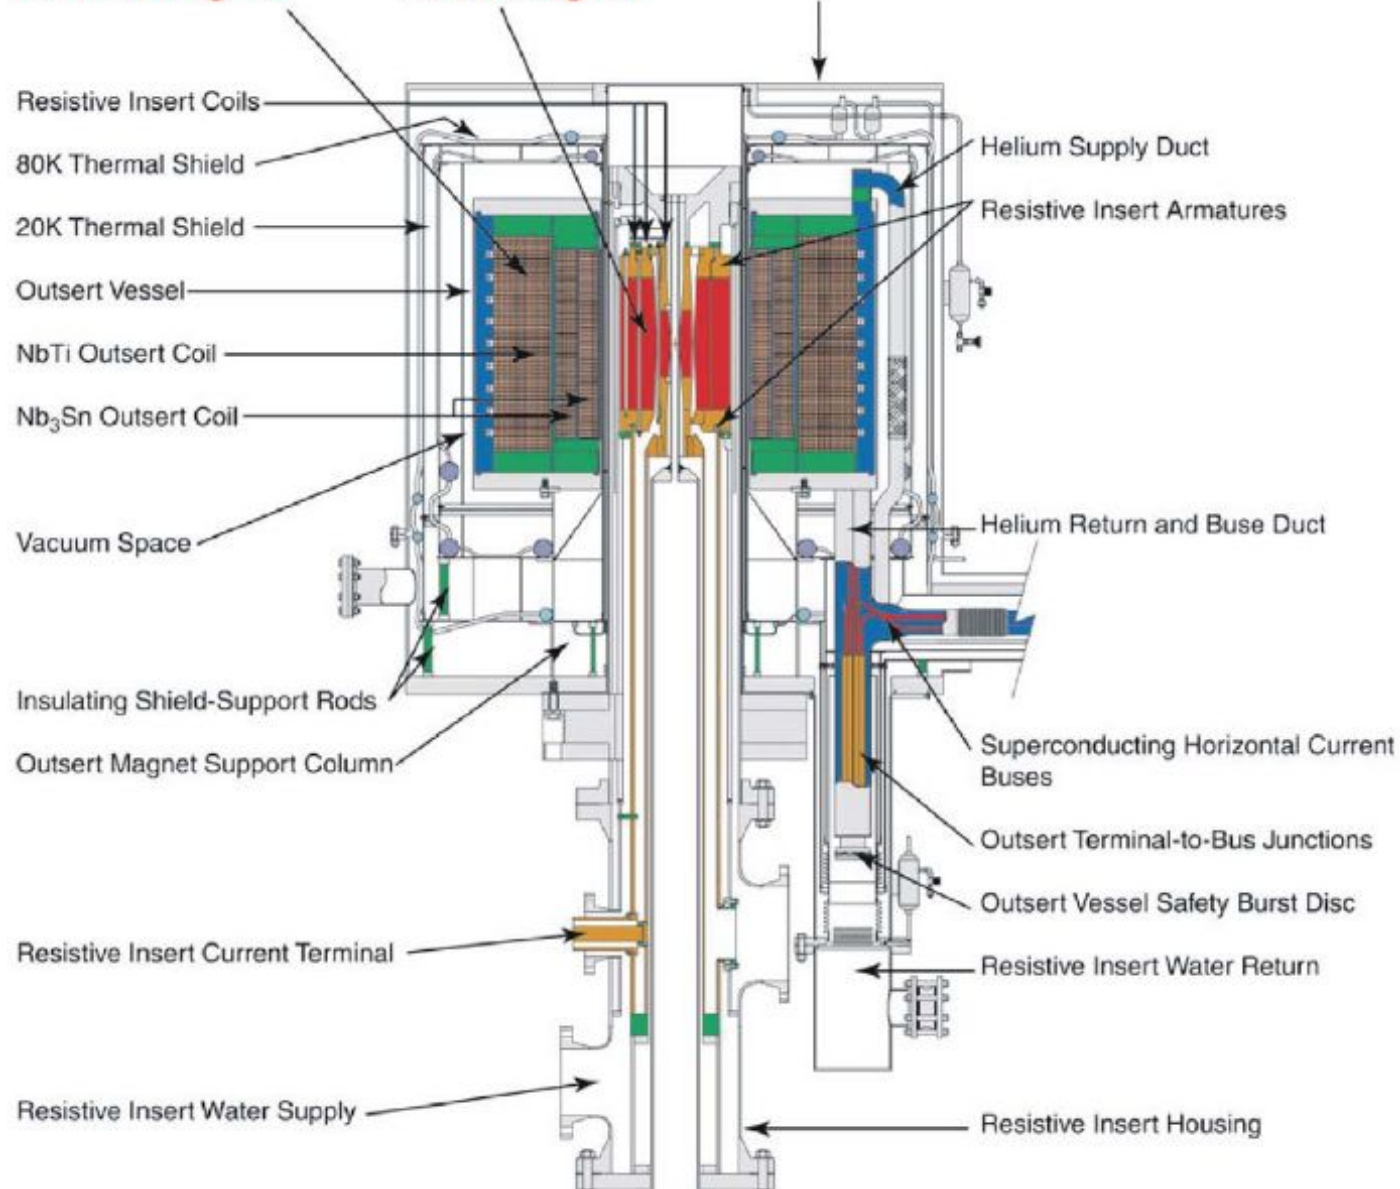 Resistive Insert Coils
80K Thermal Shield
20K Thermal Shield
Outsert Vessel
NbTi Outsert Coil
Nb₃Sn Outsert Coil
Vacuum Space
Insulating Shield-Support Rods
Outsert Magnet Support Column
Resistive Insert Current Terminal
Resistive Insert Water Supply
Helium Supply Duct
Resistive Insert Armatures
Helium Return and Buse Duct
Superconducting Horizontal Current
Buses
Outsert Terminal-to-Bus Junctions
Outsert Vessel Safety Burst Disc
Resistive Insert Water Return
Resistive Insert Housing